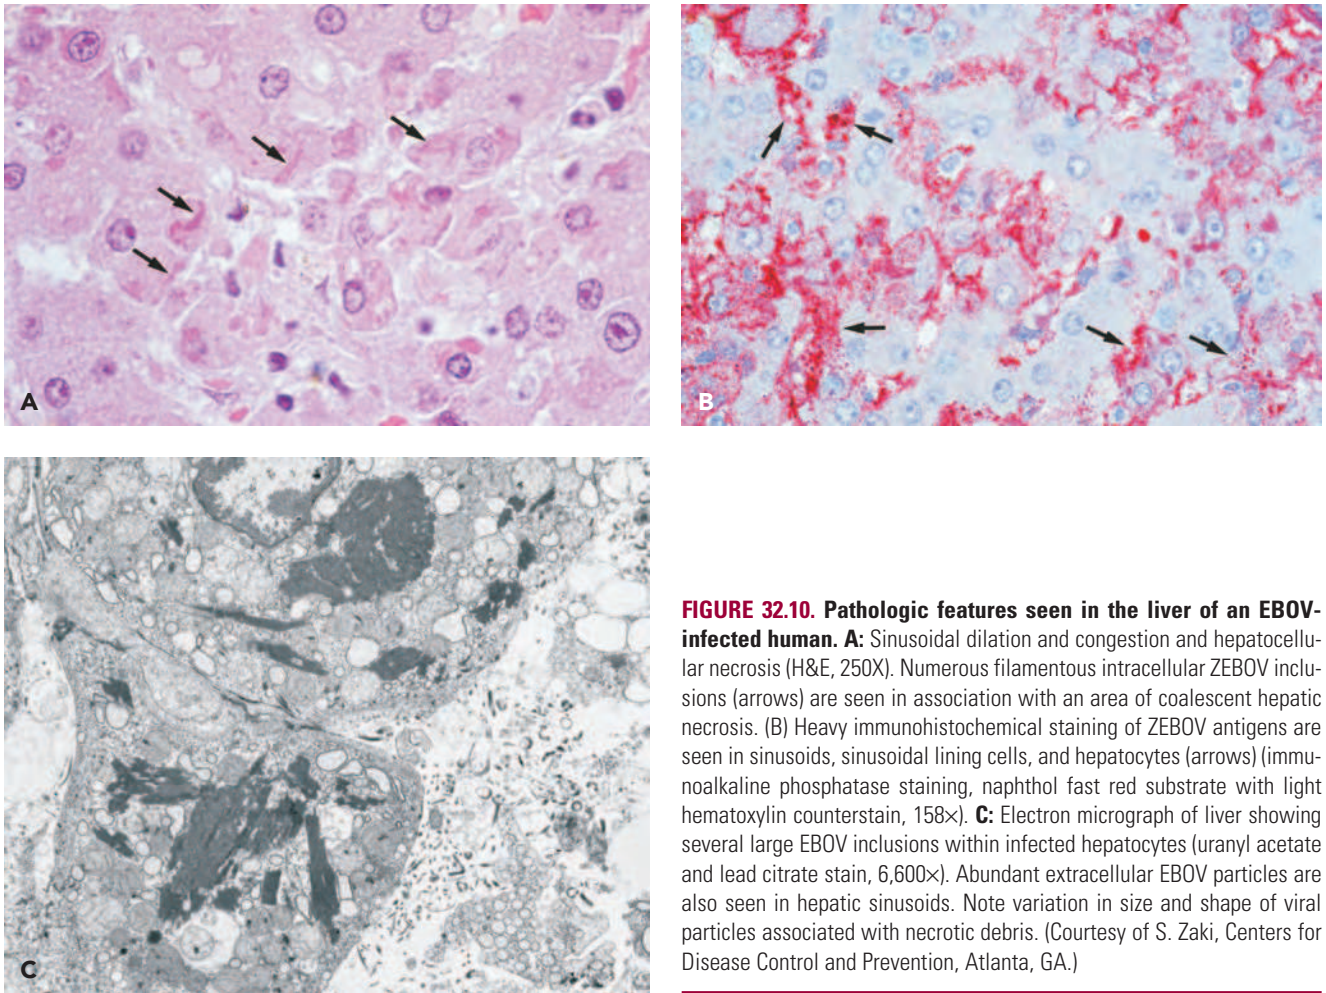 A
B
C
FIGURE 32.10. Pathologic features seen in the liver of an EBOV-
infected human. A: Sinusoidal dilation and congestion and hepatocellu-
lar necrosis (H&E, 250X). Numerous filamentous intracellular ZEBOV inclu-
sions (arrows) are seen in association with an area of coalescent hepatic
necrosis. (B) Heavy immunohistochemical staining of ZEBOV antigens are
seen in sinusoids, sinusoidal lining cells, and hepatocytes (arrows) (immu-
noalkaline phosphatase staining, naphthol fast red substrate with light
hematoxylin counterstain, 158×). C: Electron micrograph of liver showing
several large EBOV inclusions within infected hepatocytes (uranyl acetate
and lead citrate stain, 6,600×). Abundant extracellular EBOV particles are
also seen in hepatic sinusoids. Note variation in size and shape of viral
particles associated with necrotic debris. (Courtesy of S. Zaki, Centers for
Disease Control and Prevention, Atlanta, GA.)